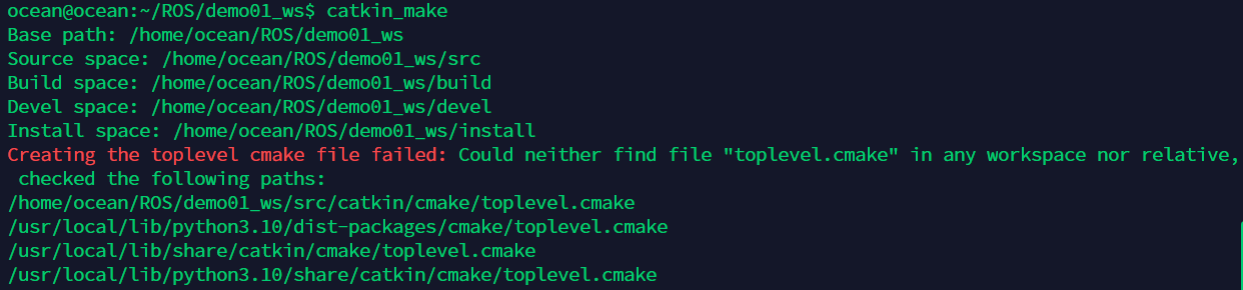 ocean@ocean:~/ROS/demo01_ws$ catkin_make
Base path: /home/ocean/ROS/demo01_ws
Source space: /home/ocean/ROS/demo01_ws/src
Build space: /home/ocean/ROS/demo01_ws/build
Devel space: /home/ocean/ROS/demo01_ws/devel
Install space: /home/ocean/ROS/demo01_ws/install
Creating the toplevel cmake file failed: Could neither find file "toplevel.cmake" in any workspace nor relative,
 checked the following paths:
/home/ocean/ROS/demo01_ws/src/catkin/cmake/toplevel.cmake
/usr/local/lib/python3.10/dist-packages/cmake/toplevel.cmake
/usr/local/lib/share/catkin/cmake/toplevel.cmake
/usr/local/lib/python3.10/share/catkin/cmake/toplevel.cmake